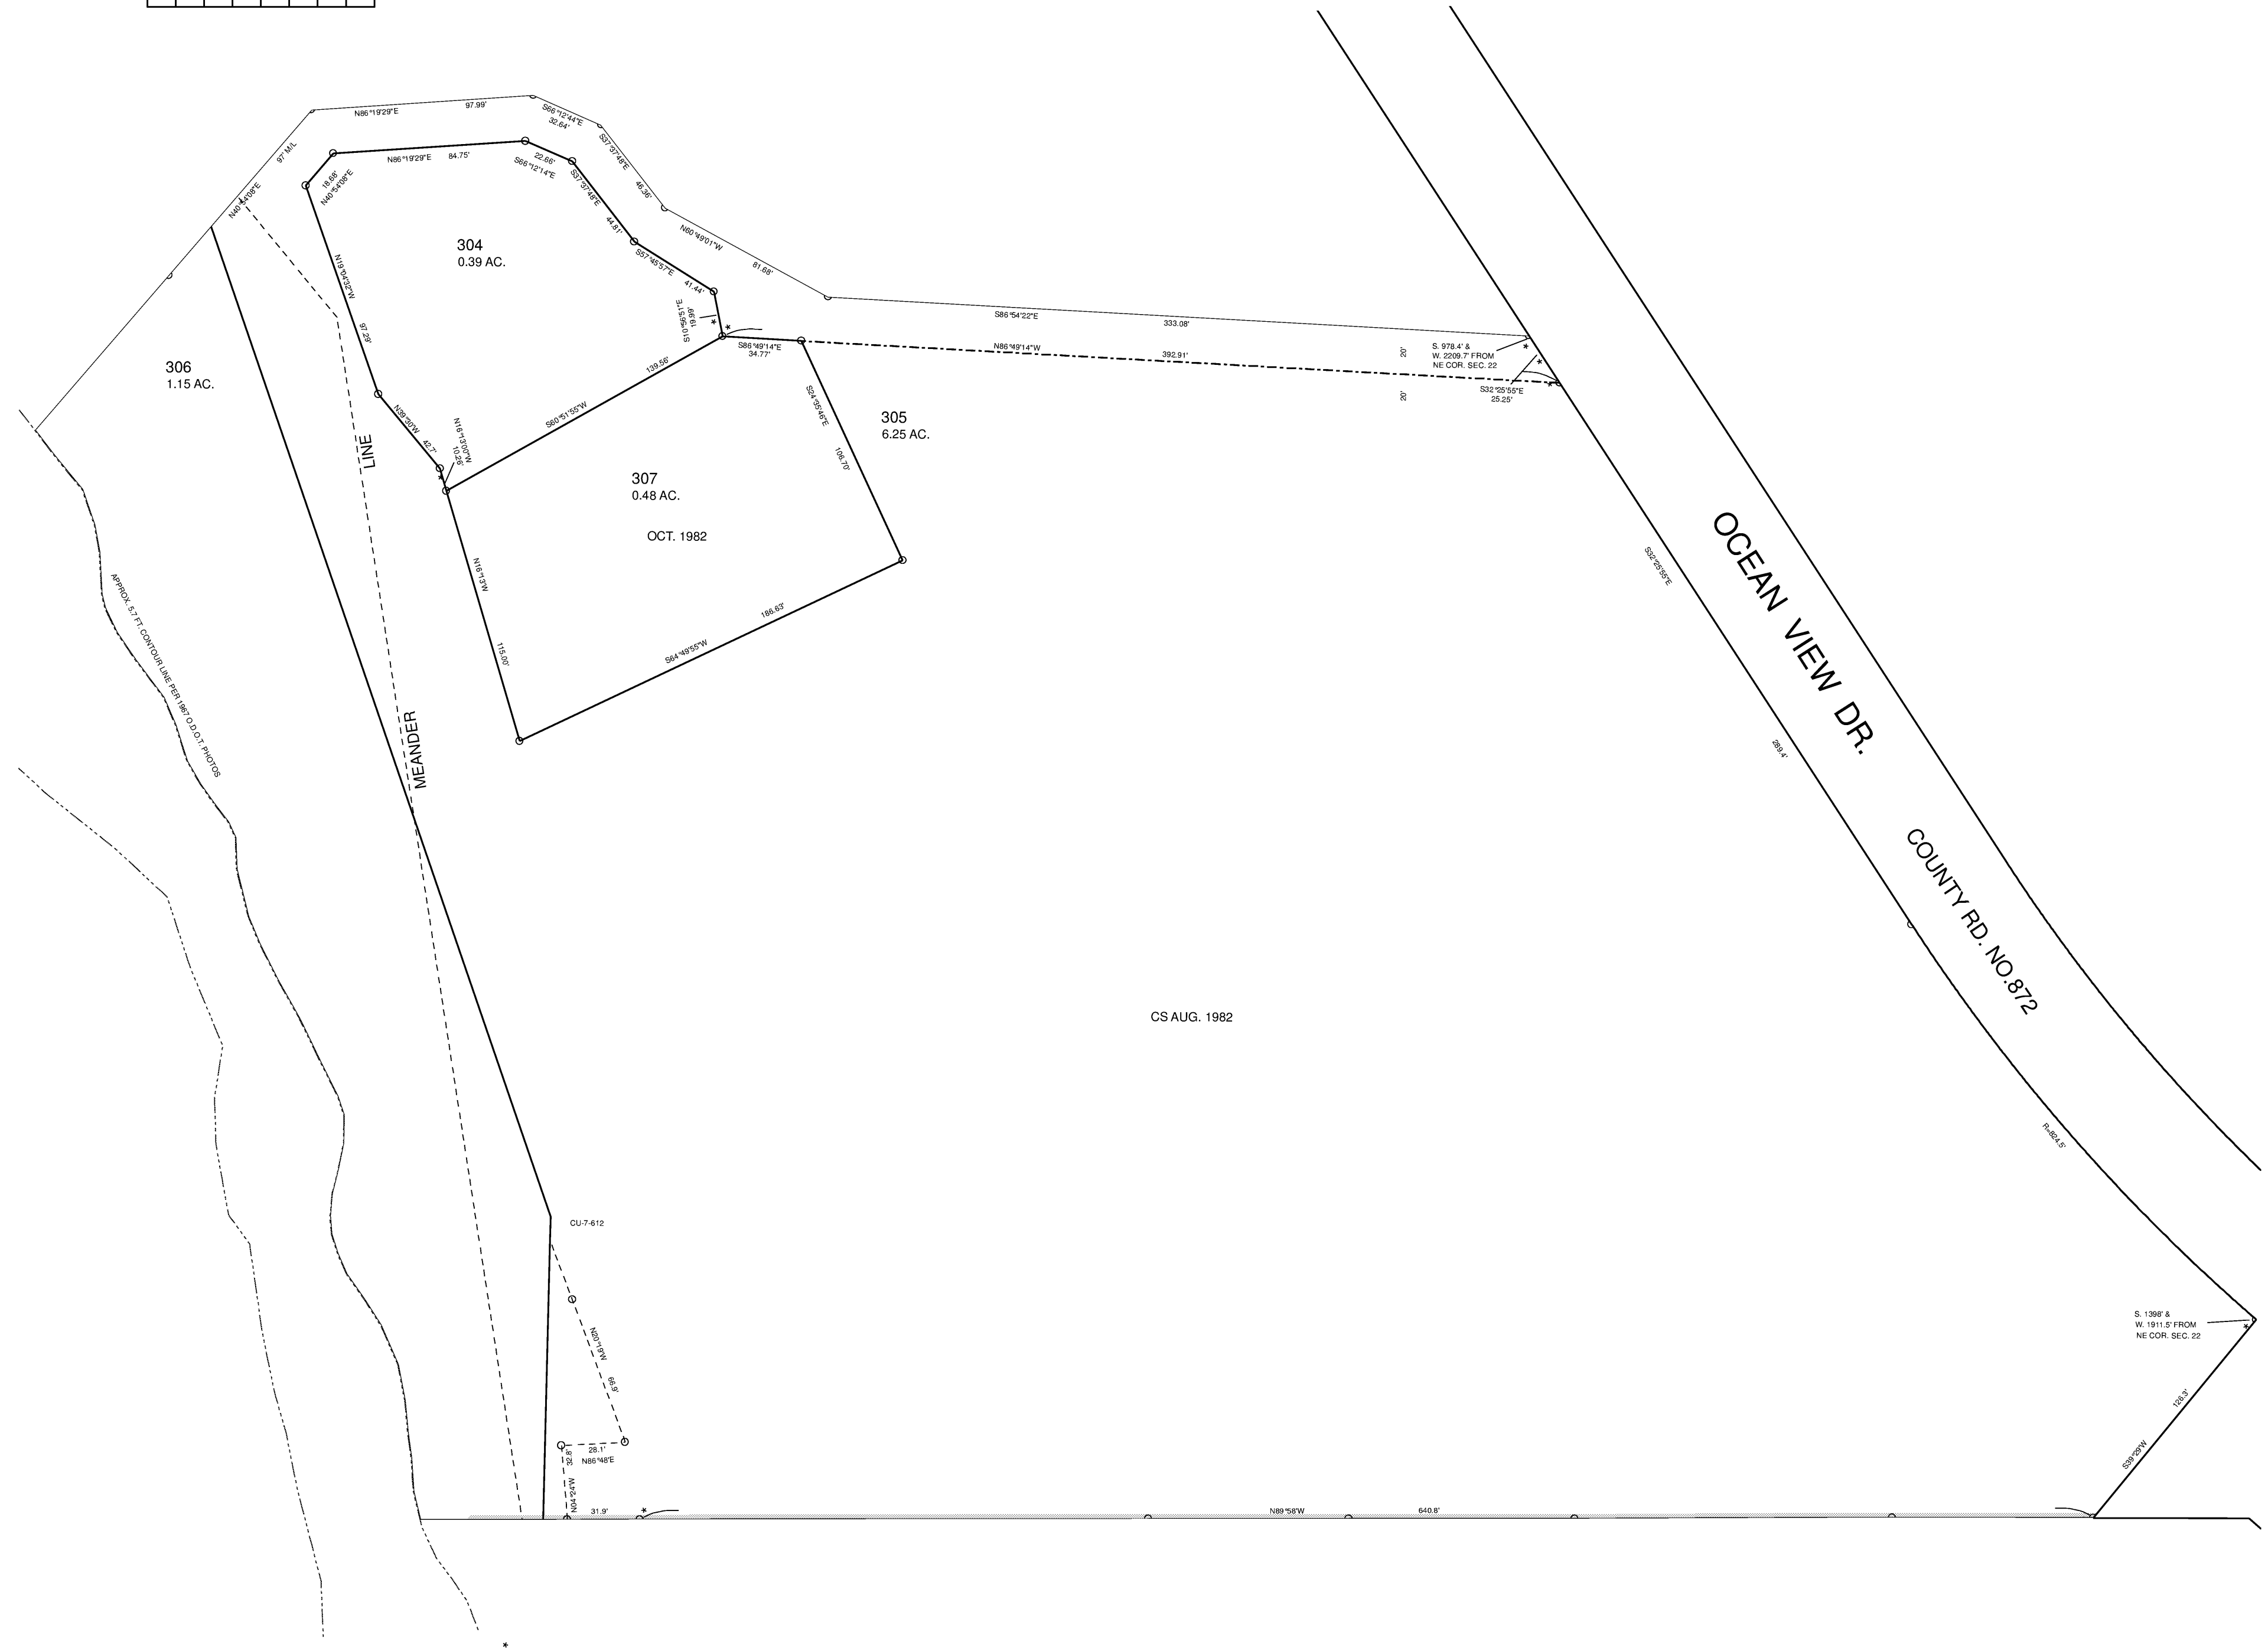 N86°19'29"E 97.99'
S66°12'44"E
32.64'
S37°37'48"E 46.36'
97' M/L
N40°54'08"E
18.68'
N40°54'08"E
N86°19'29"E 84.75'
22.66'
S66°12'14"E
S37°37'48"E 44.81'
N60°49'01"W 81.68'
S57°45'57"E 41.44'
S10°56'51"E
19.99'
304
0.39 AC.
N19°04'32"W 97.29'
306
1.15 AC.
N39°30'W 42.7'
N16°13'00"W
10.26'
S60°51'55"W 139.56'
S86°49'14"E
34.77'
S86°54'22"E 333.08'
N86°49'14"W 392.91'
20'
20'
S. 978.4' &
W. 2209.7' FROM
NE COR. SEC. 22
S32°25'55"E
25.25'
S24°35'46"E 106.70'
305
6.25 AC.
307
0.48 AC.
OCT. 1982
N16°13'W 115.00'
S64°49'55"W 186.63'
MEANDER LINE
APPROX. 5.7 FT. CONTOUR LINE PER 1967 O.D.O.T. PHOTOS
S32°25'55"E 289.4'
OCEAN VIEW DR.
COUNTY RD. NO.872
CS AUG. 1982
R=824.5'
CU-7-612
N20°19'W 66.9'
28.1'
N86°48'E
N04°24'W 32.8'
31.9'
N89°58'W 640.8'
S. 1398' &
W. 1911.5' FROM
NE COR. SEC. 22
S39°29'W 126.3'